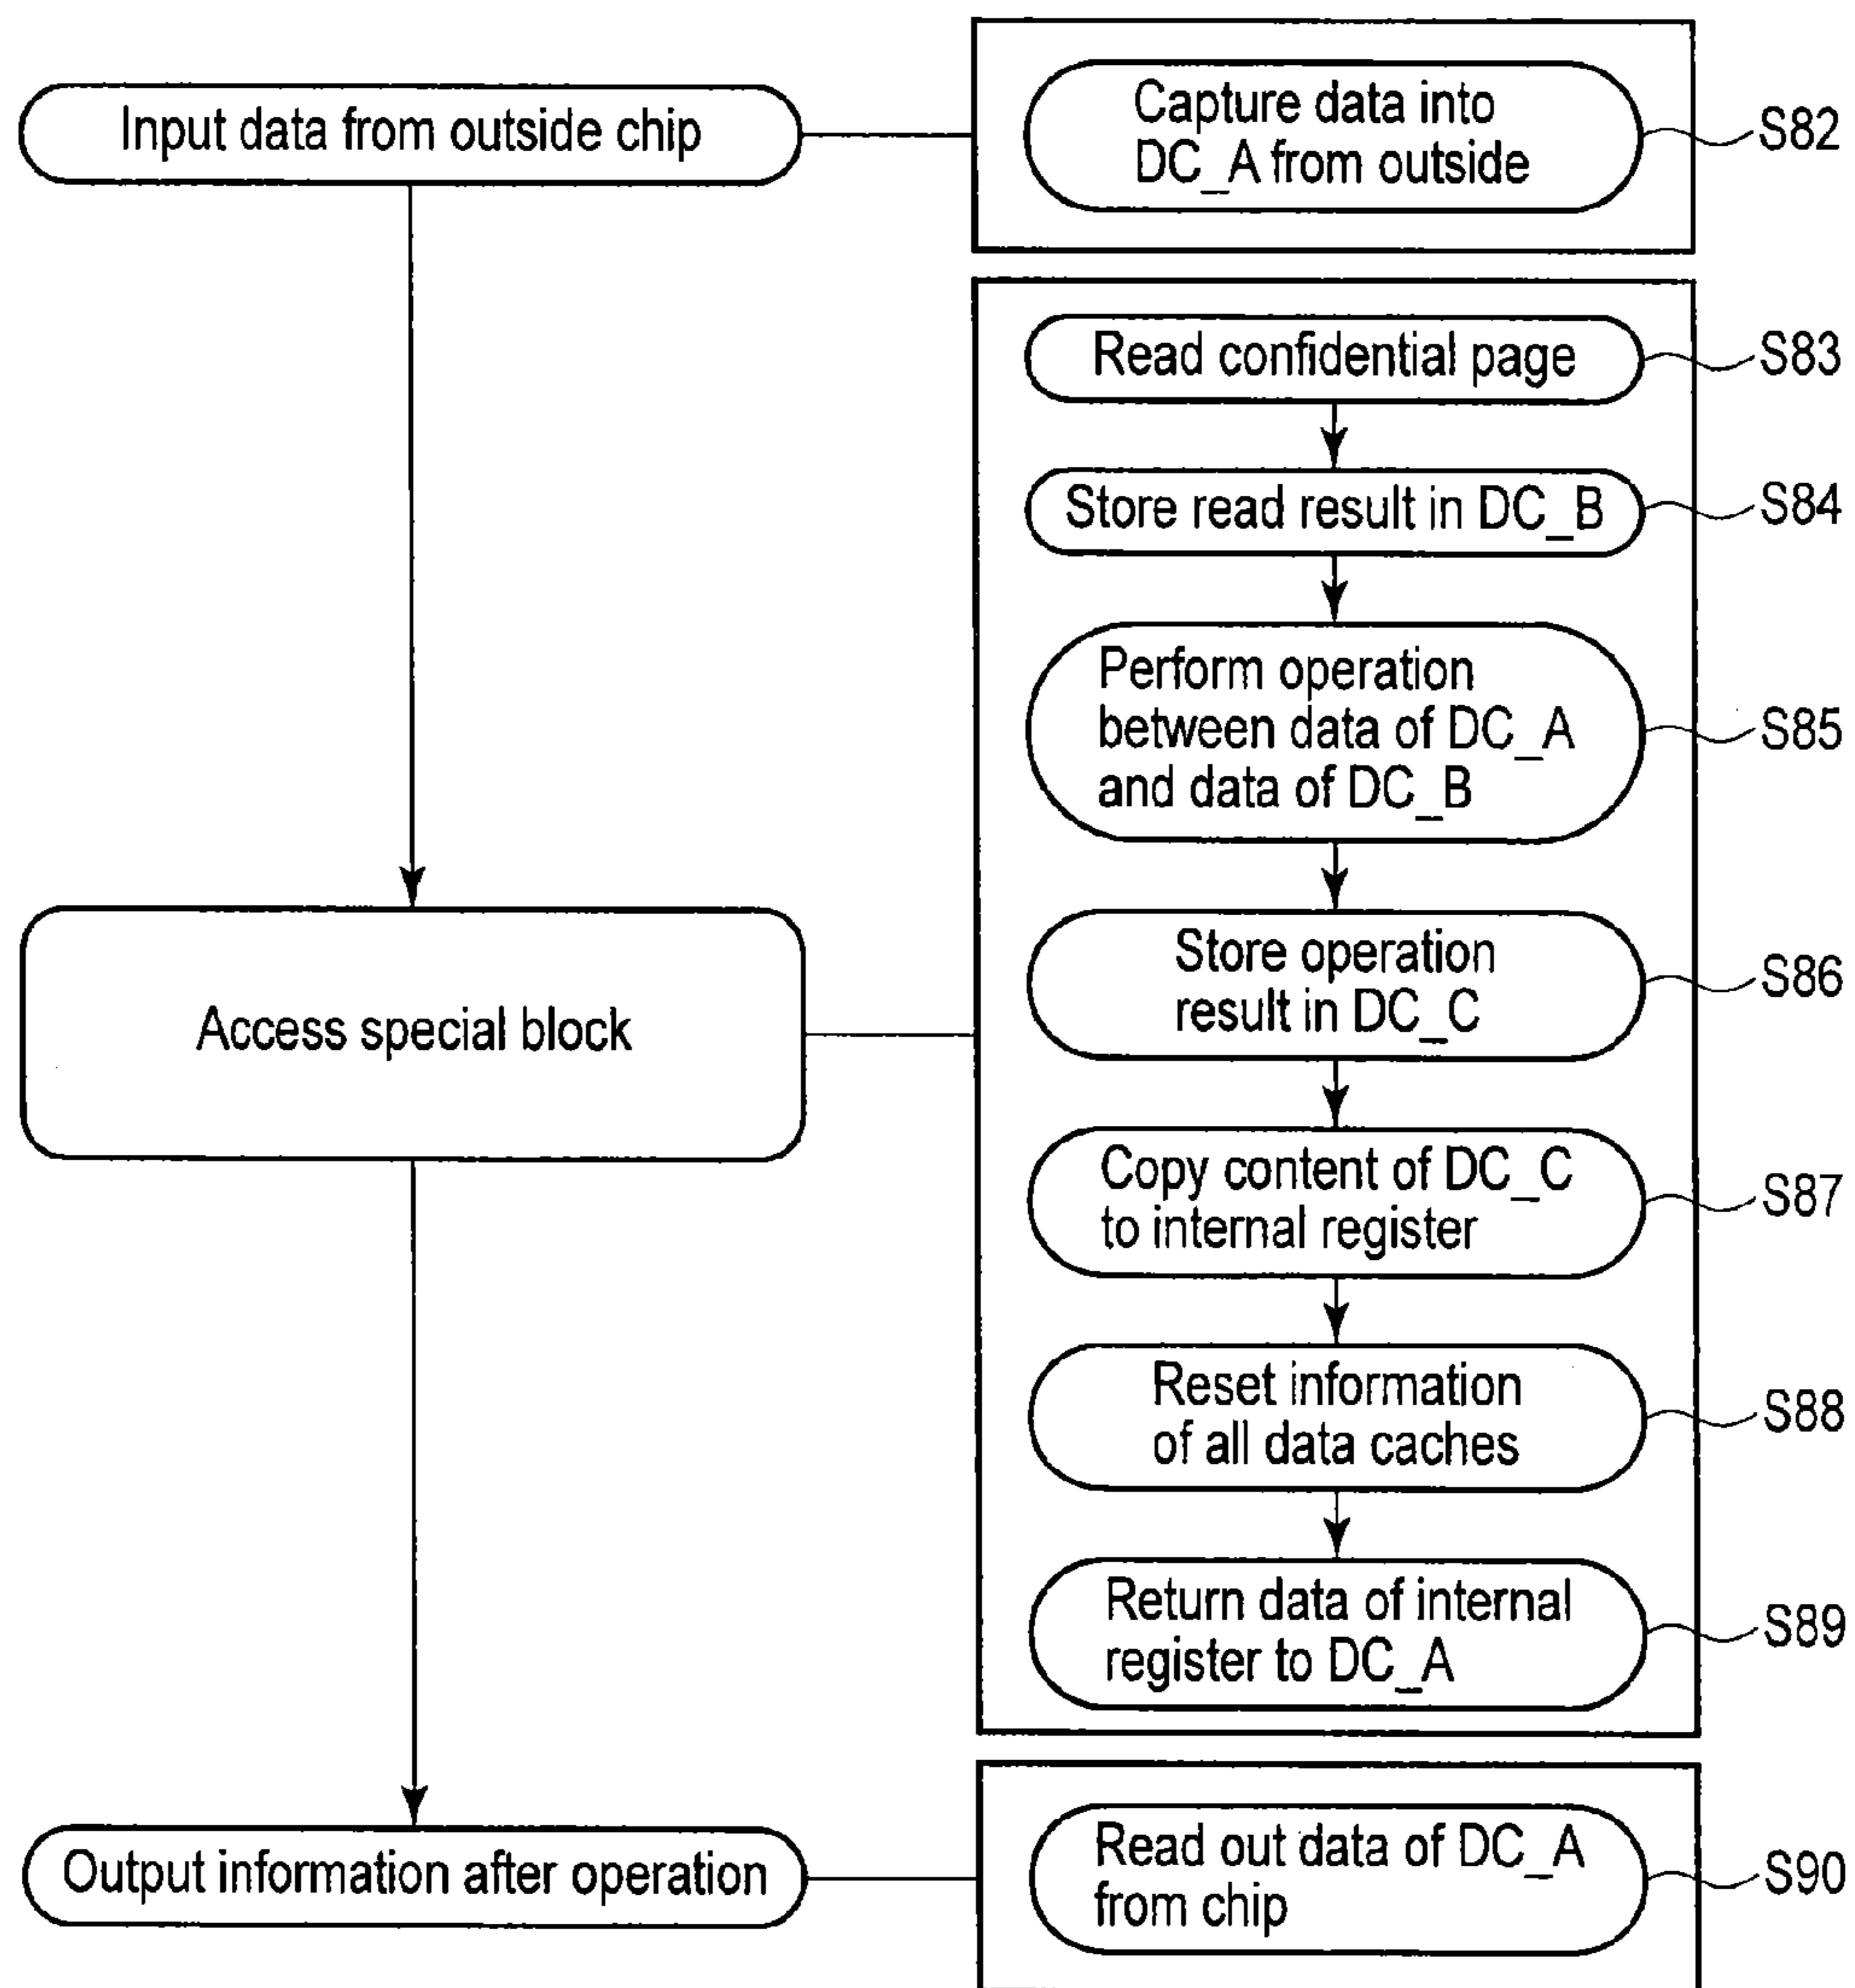 Input data from outside chip
Capture data into
DC_A from outside
S82
Read confidential page
S83
Store read result in DC_B
S84
Perform operation
between data of DC_A
and data of DC_B
S85
Access special block
Store operation
result in DC_C
S86
Copy content of DC_C
to internal register
S87
Reset information
of all data caches
S88
Return data of internal
register to DC_A
S89
Output information after operation
Read out data of DC_A
from chip
S90